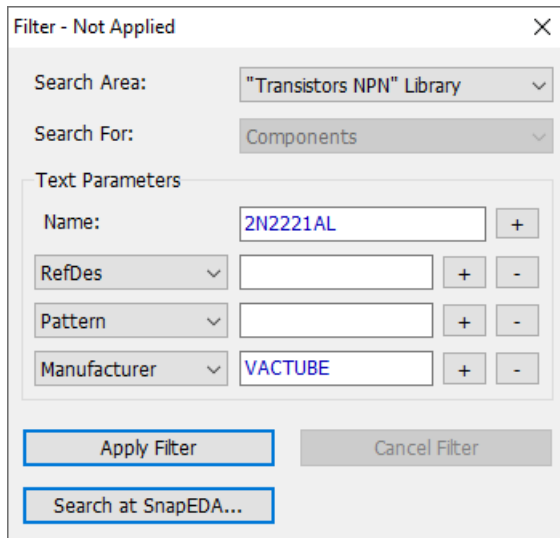 Filter - Not Applied
Search Area: "Transistors NPN" Library
Search For: Components
Text Parameters
Name: 2N2221AL +
RefDes + -
Pattern + -
Manufacturer VACTUBE + -
Apply Filter Cancel Filter
Search at SnapEDA...